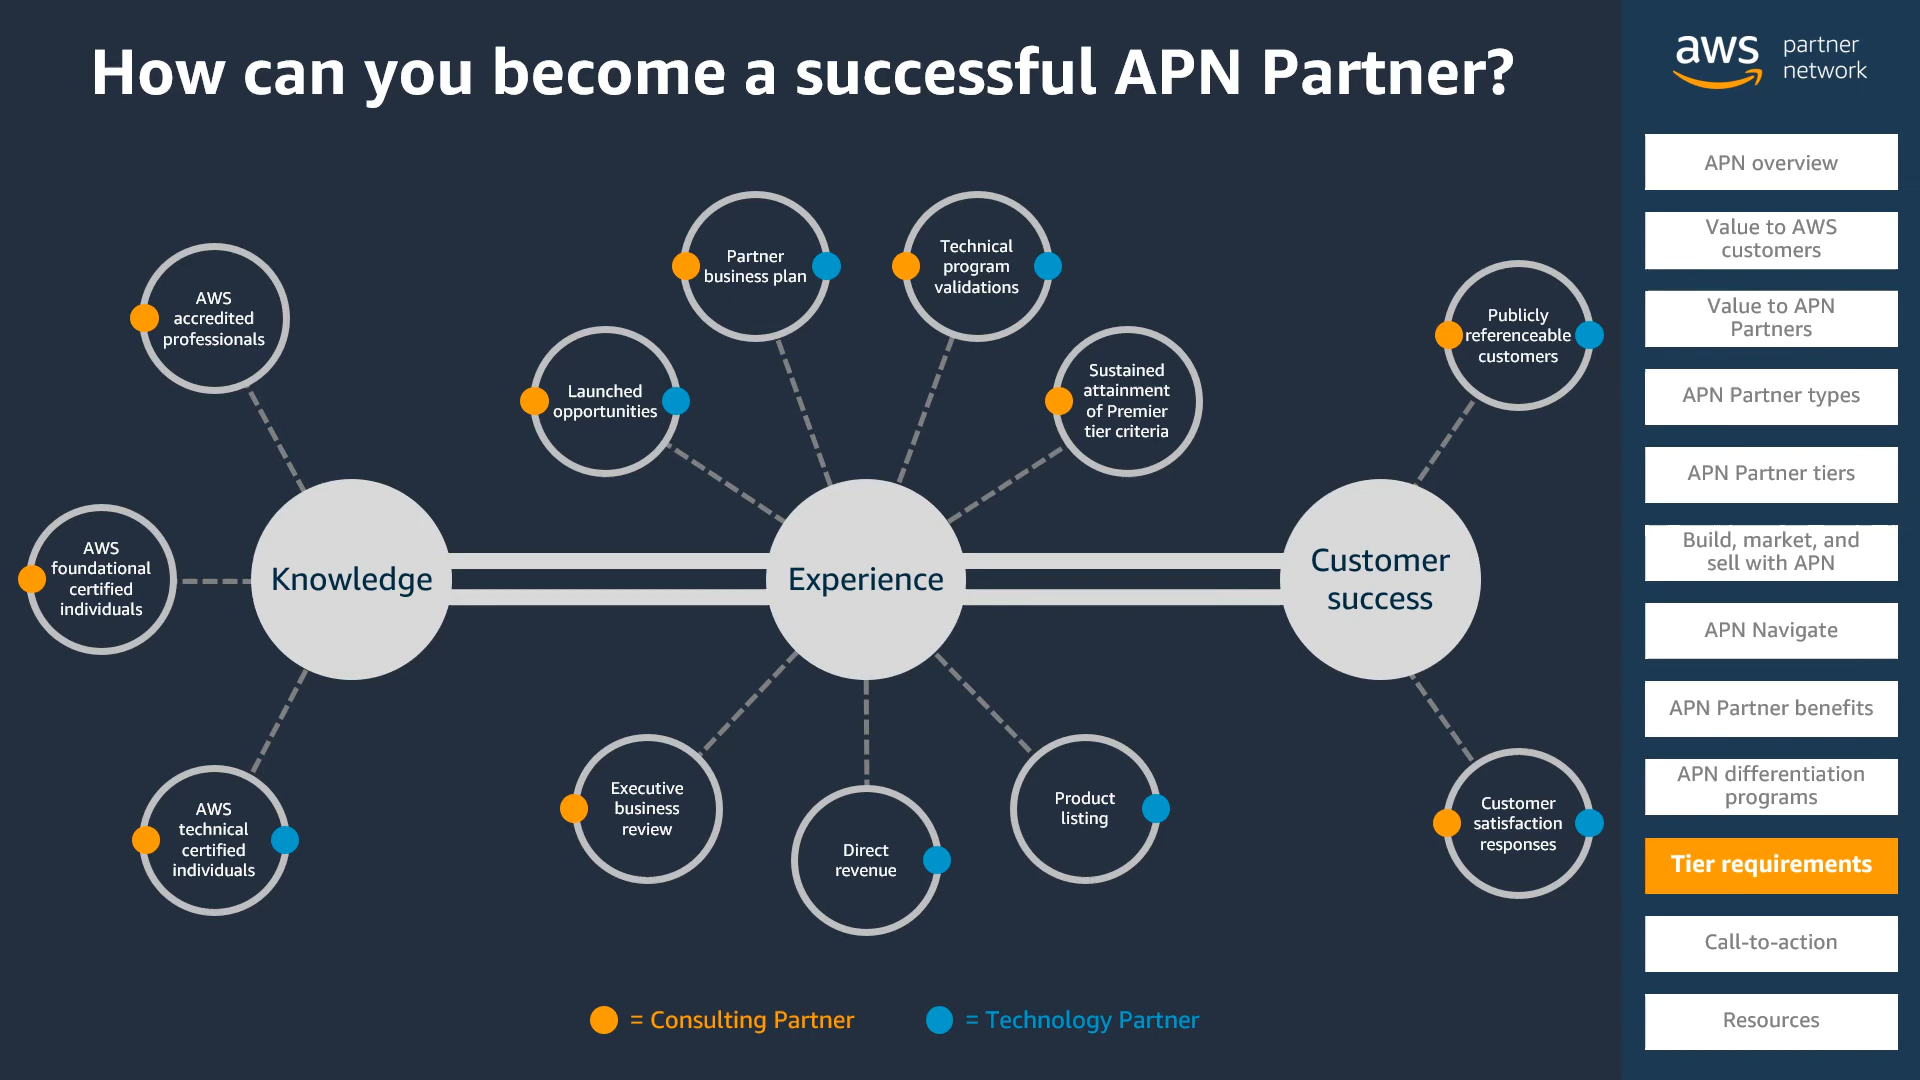 How can you become a successful APN Partner?
aws
partner
network
AWS
accredited
professionals
AWS
foundational
certified
individuals
AWS
technical
certified
individuals
Knowledge
Launched
opportunities
Partner
business plan
Technical
program
validations
Sustained
attainment
of Premier
tier criteria
Experience
Executive
business
review
Direct
revenue
Product
listing
Publicly
referenceable
customers
Customer
success
Customer
satisfaction
responses
= Consulting Partner
= Technology Partner
APN overview
Value to AWS
customers
Value to APN
Partners
APN Partner types
APN Partner tiers
Build, market, and
sell with APN
APN Navigate
APN Partner benefits
APN differentiation
programs
Tier requirements
Call-to-action
Resources